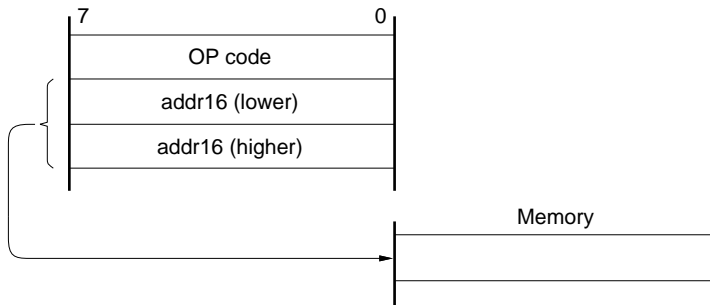 7 0
OP code
addr16 (lower)
addr16 (higher)
Memory